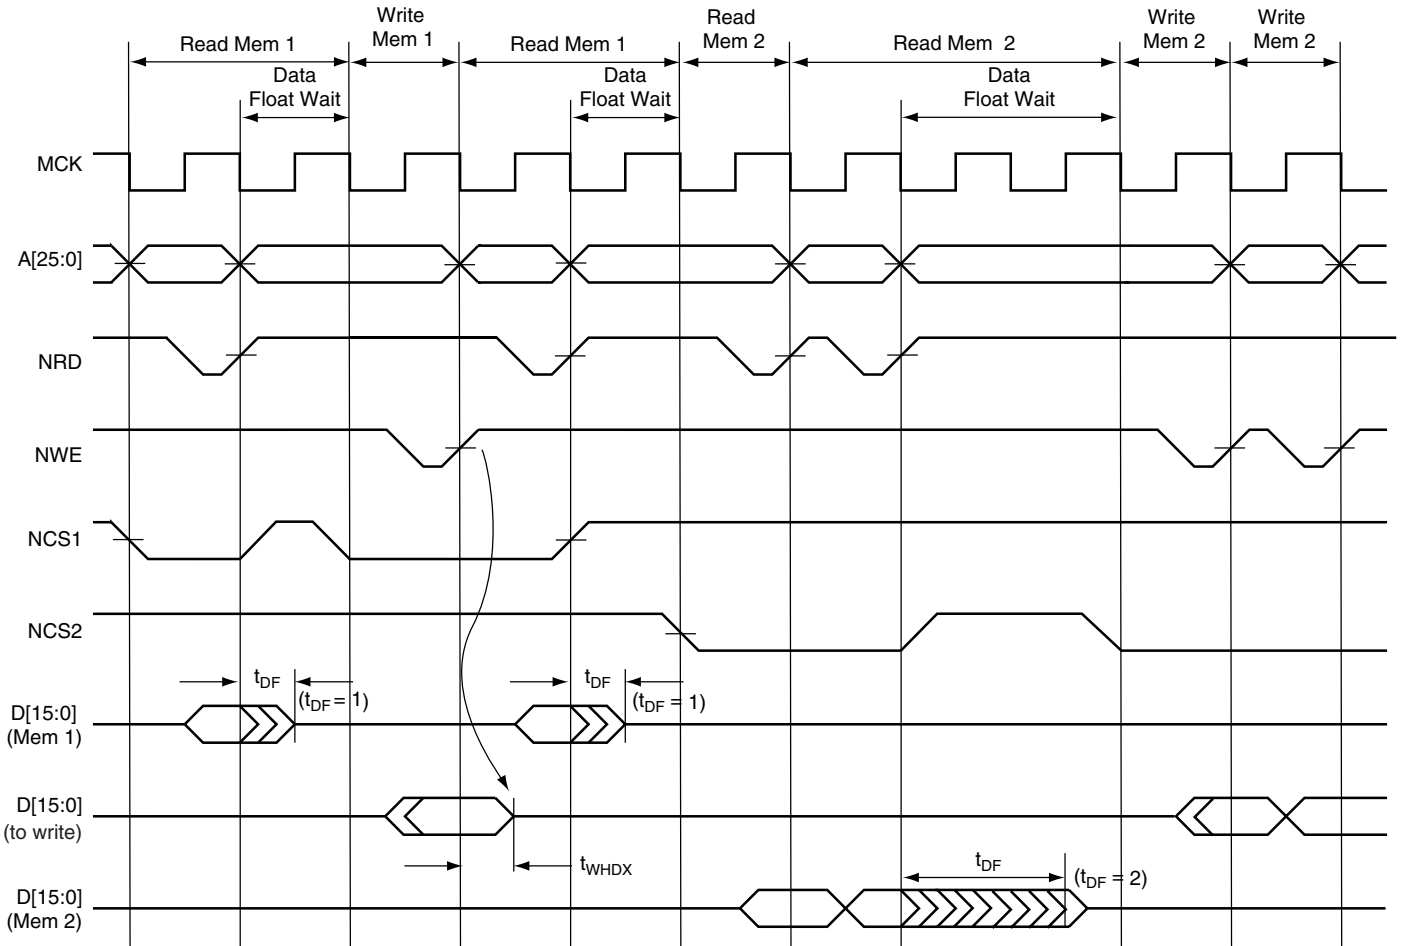 Read Mem 1
Write
Mem 1
Read Mem 1
Read
Mem 2
Read Mem 2
Write
Mem 2
Write
Mem 2
Data
Float Wait
Data
Float Wait
Data
Float Wait
MCK
A[25:0]
NRD
NWE
NCS1
NCS2
tDF
(tDF = 1)
tDF
(tDF = 1)
D[15:0]
(Mem 1)
D[15:0]
(to write)
tWHDX
tDF
(tDF = 2)
D[15:0]
(Mem 2)